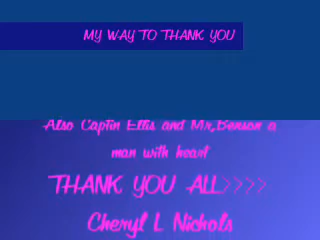 MY WAY TO THANK YOU
Also Captin Ellis and Mr,Benson a
man with heart
THANK YOU ALL>>>>
Cheryl L Nichols